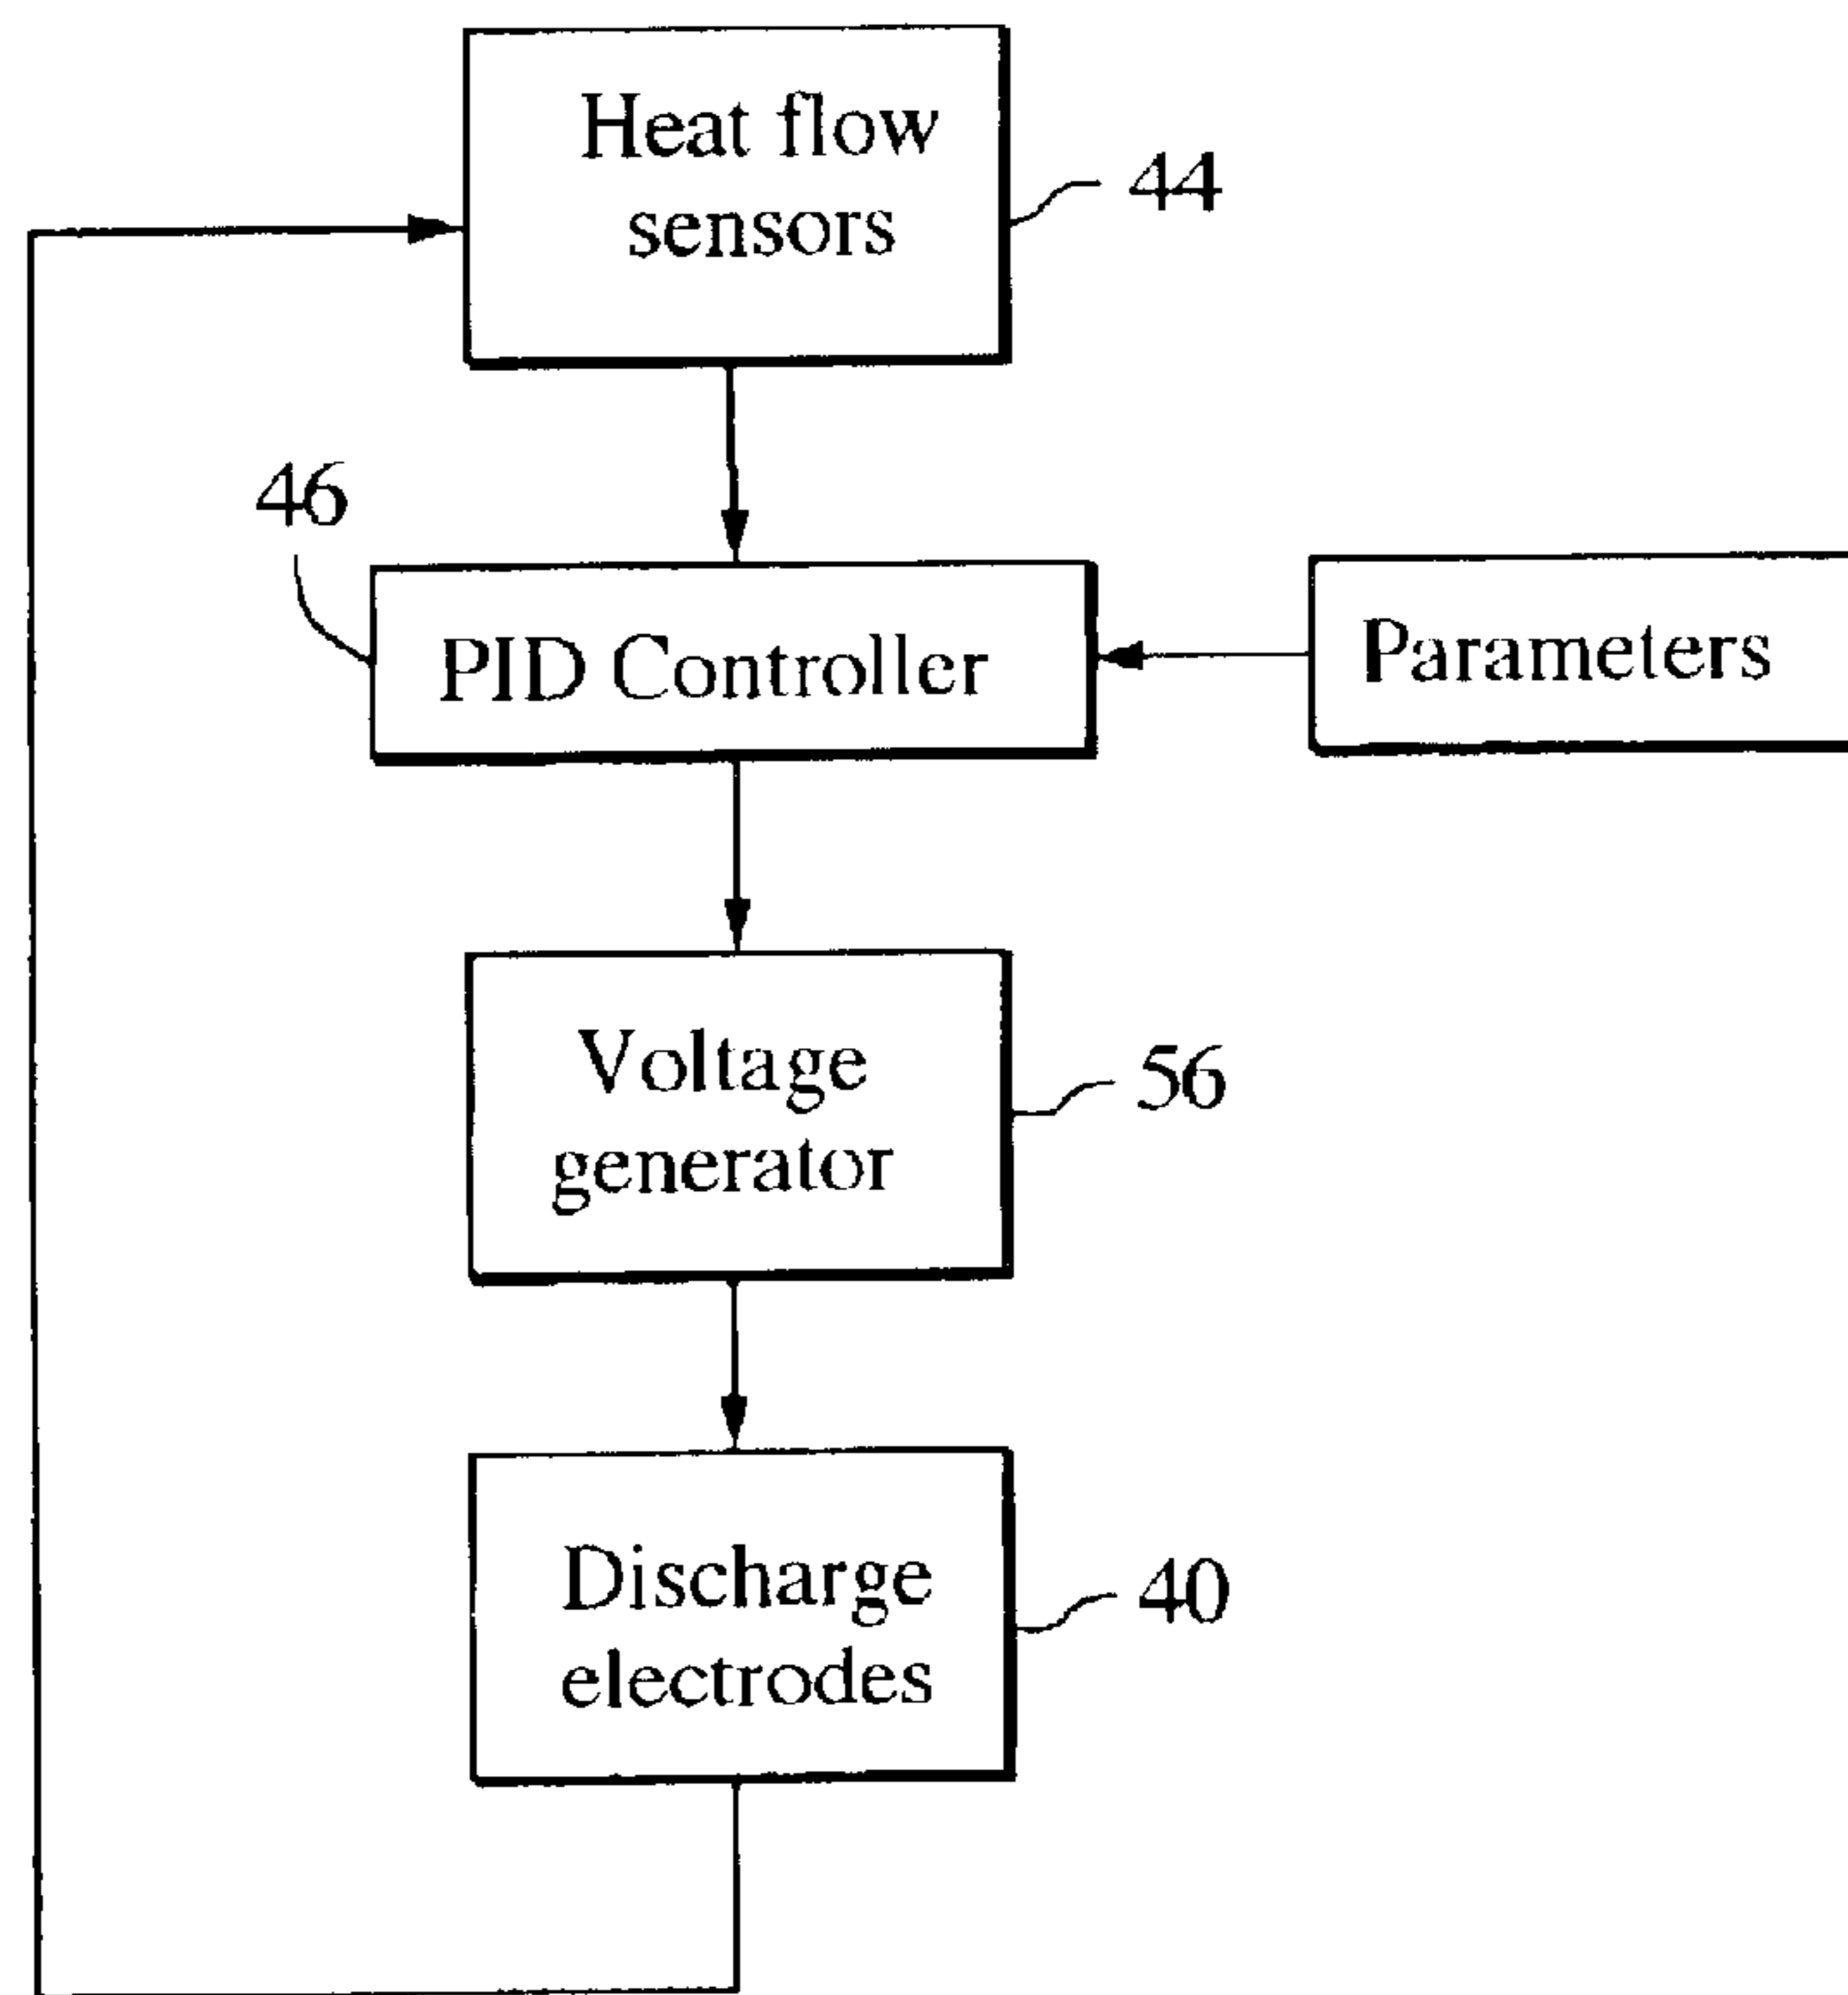 Heat flow
sensors
44
46
PID Controller
Parameters
Voltage
generator
56
Discharge
electrodes
40